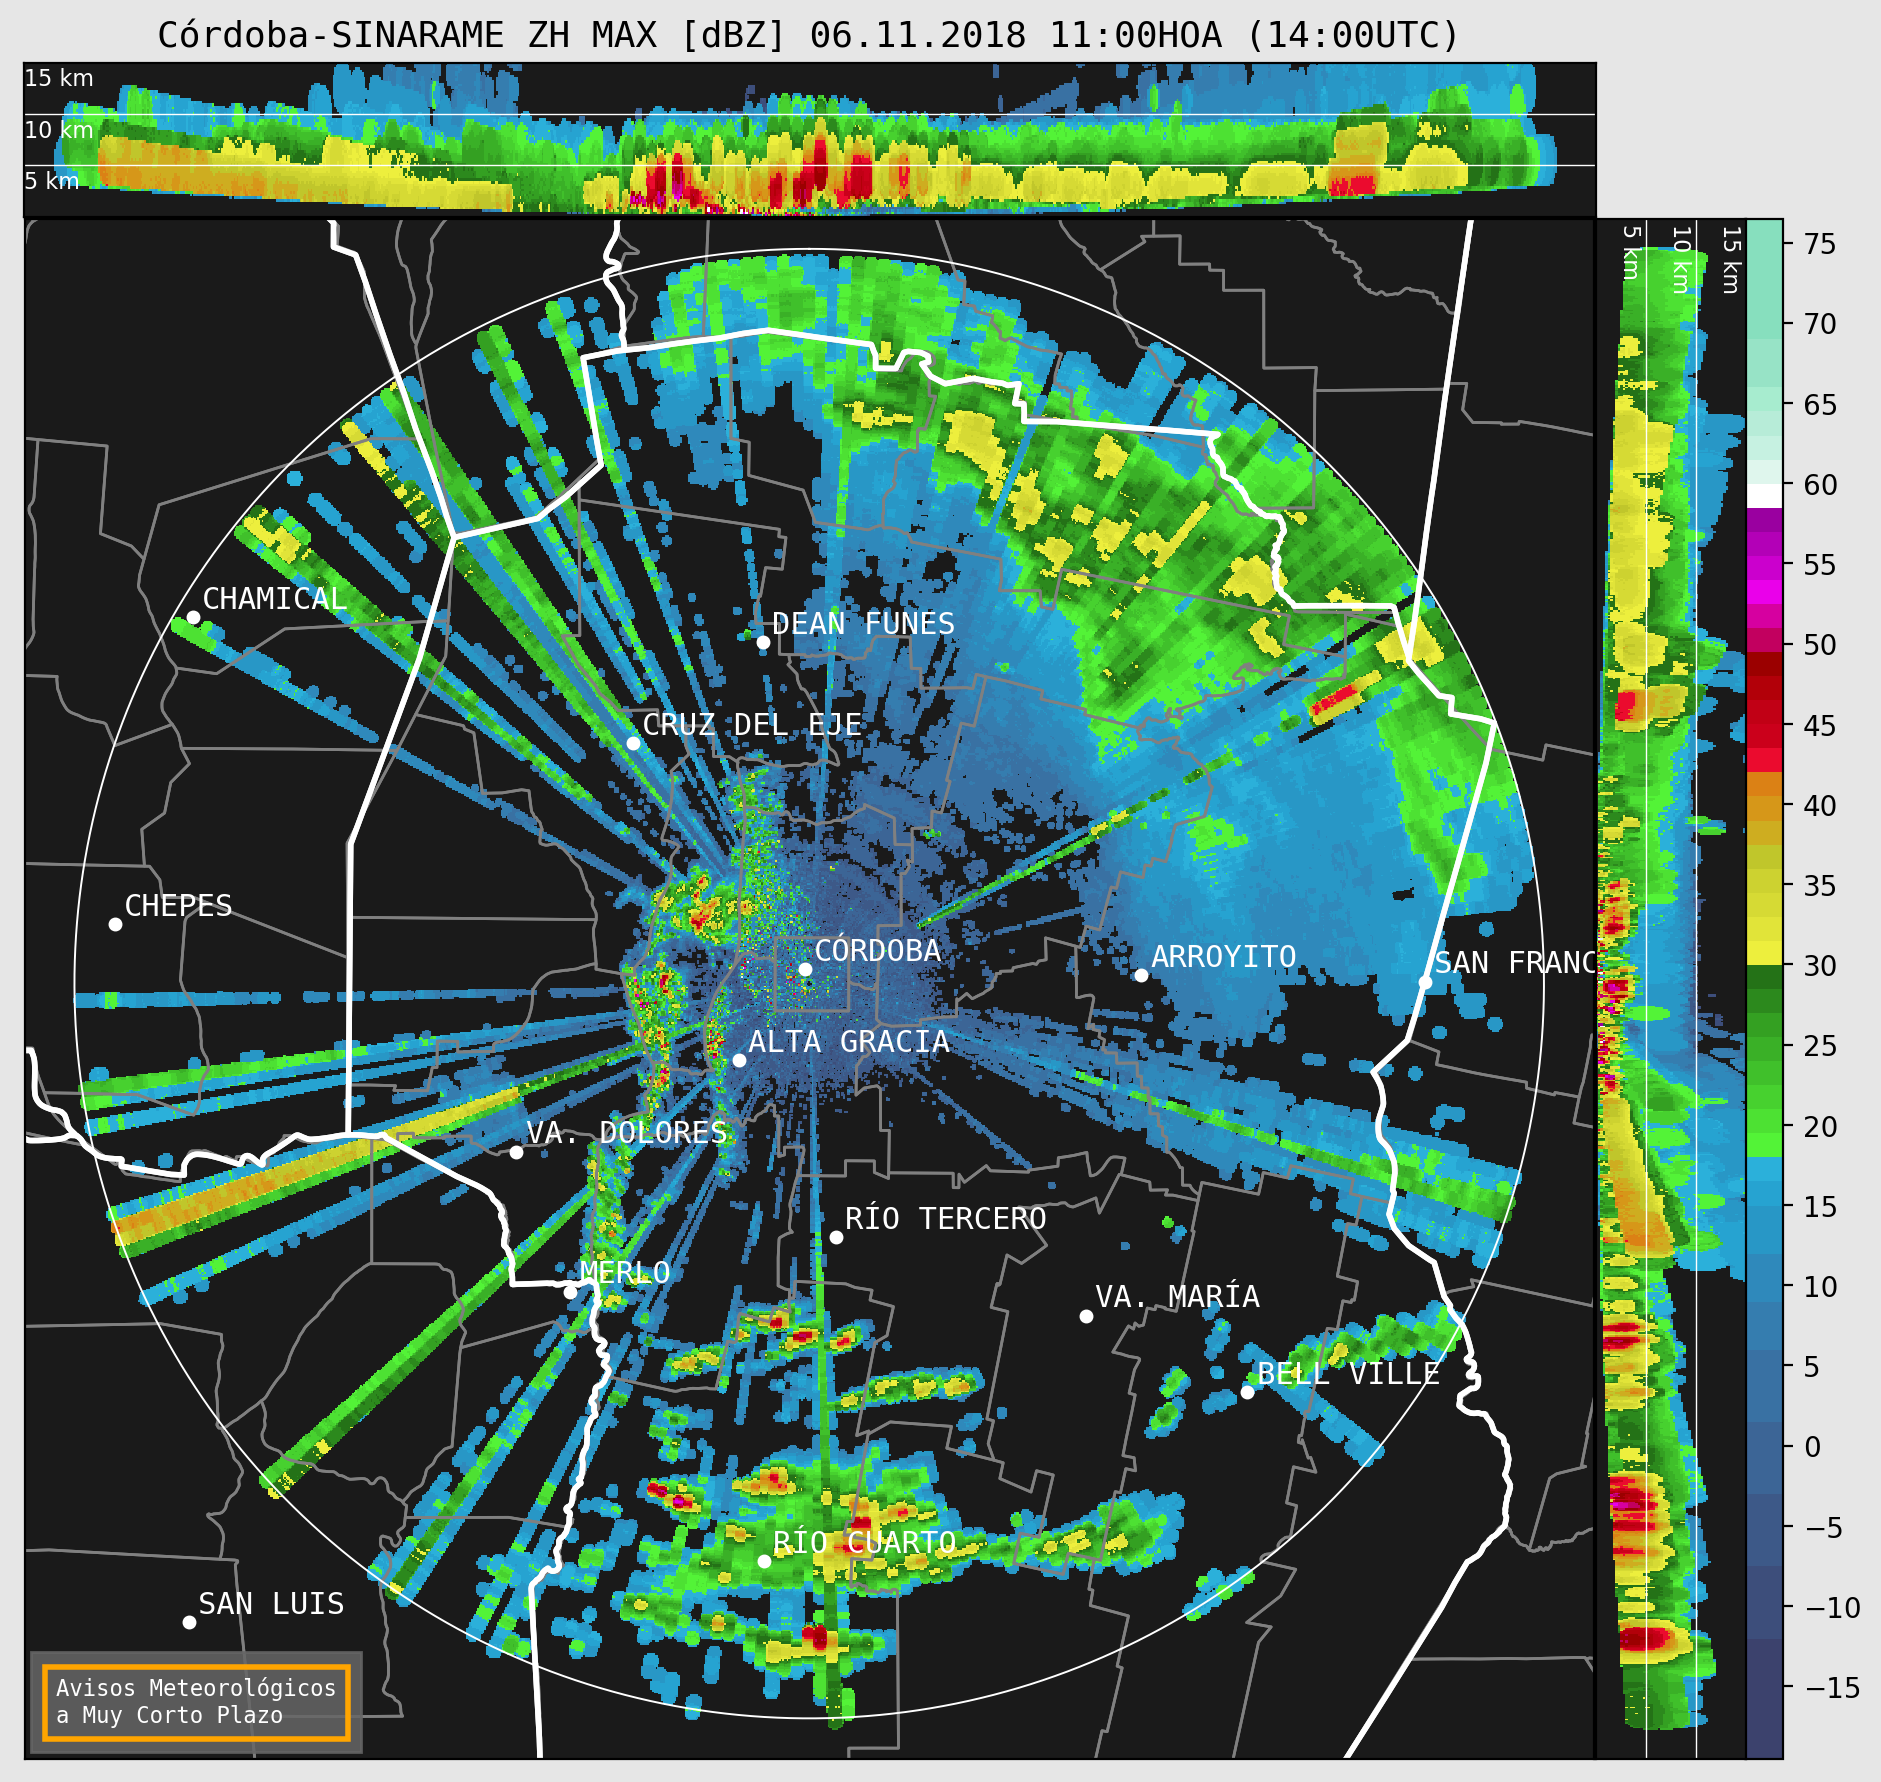 Córdoba-SINARAME ZH MAX [dBZ] 06.11.2018 11:00HOA (14:00UTC)
15 km
10 km
5 km
5 km
10 km
15 km
75
70
65
60
55
50
45
40
35
30
25
20
15
10
5
0
−5
−10
−15
CHAMICAL
DEAN FUNES
CRUZ DEL EJE
CHEPES
CÓRDOBA
ARROYITO
SAN FRANC
ALTA GRACIA
VA. DOLORES
RÍO TERCERO
MERLO
VA. MARÍA
BELL VILLE
RÍO CUARTO
SAN LUIS
Avisos Meteorológicos
a Muy Corto Plazo